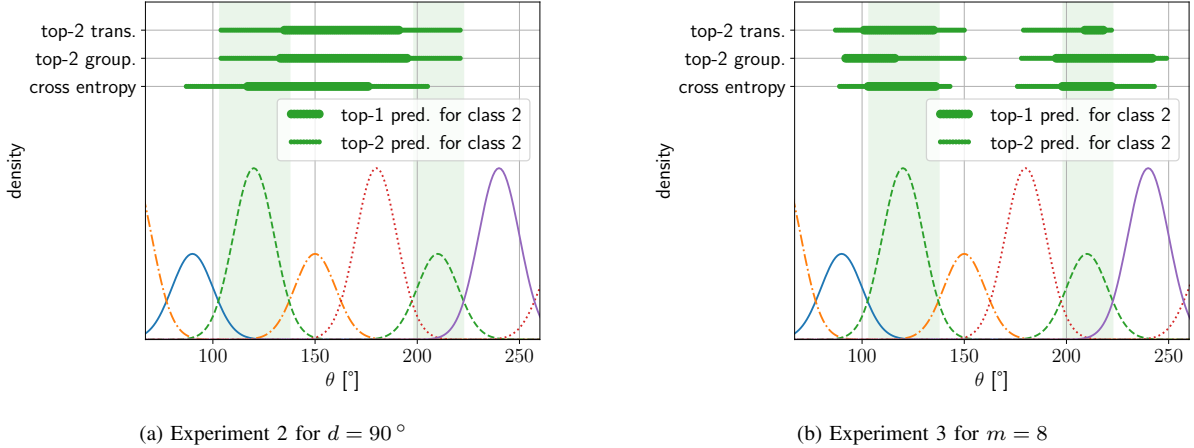 top-2 trans.
top-2 group.
cross entropy
top-1 pred. for class 2
top-2 pred. for class 2
density
100 150 200 250
θ [°]
(a) Experiment 2 for d = 90°
top-2 trans.
top-2 group.
cross entropy
top-1 pred. for class 2
top-2 pred. for class 2
density
100 150 200 250
θ [°]
(b) Experiment 3 for m = 8